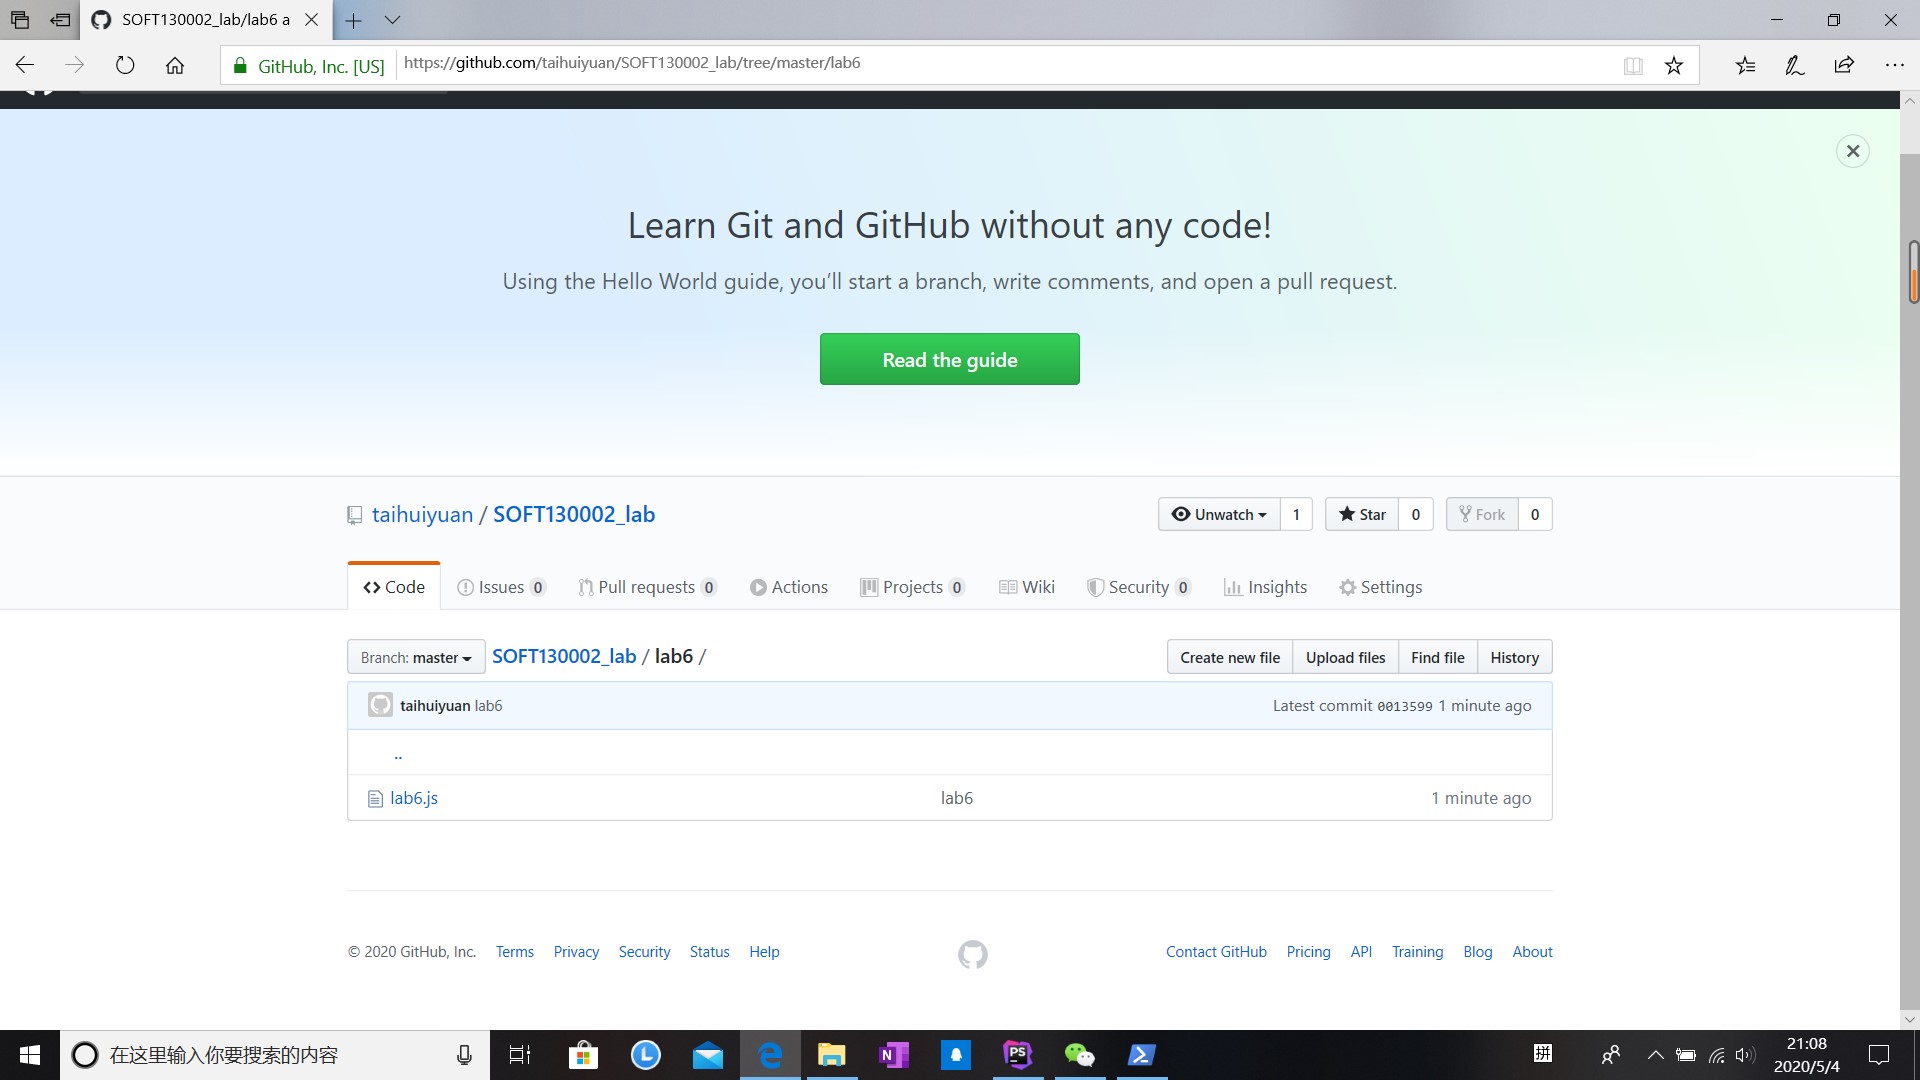 SOFT130002_lab/lab6 a
GitHub, Inc. [US]
https://github.com/taihuiyuan/SOFT130002_lab/tree/master/lab6
Learn Git and GitHub without any code!
Using the Hello World guide, you’ll start a branch, write comments, and open a pull request.
Read the guide
taihuiyuan / SOFT130002_lab
Unwatch 1 Star 0 Fork 0
Code Issues 0 Pull requests 0 Actions Projects 0 Wiki Security 0 Insights Settings
Branch: master SOFT130002_lab / lab6 /
Create new file Upload files Find file History
taihuiyuan lab6 Latest commit 0013599 1 minute ago
..
lab6.js lab6 1 minute ago
© 2020 GitHub, Inc. Terms Privacy Security Status Help
Contact GitHub Pricing API Training Blog About
在这里输入你要搜索的内容
拼
21:08
2020/5/4